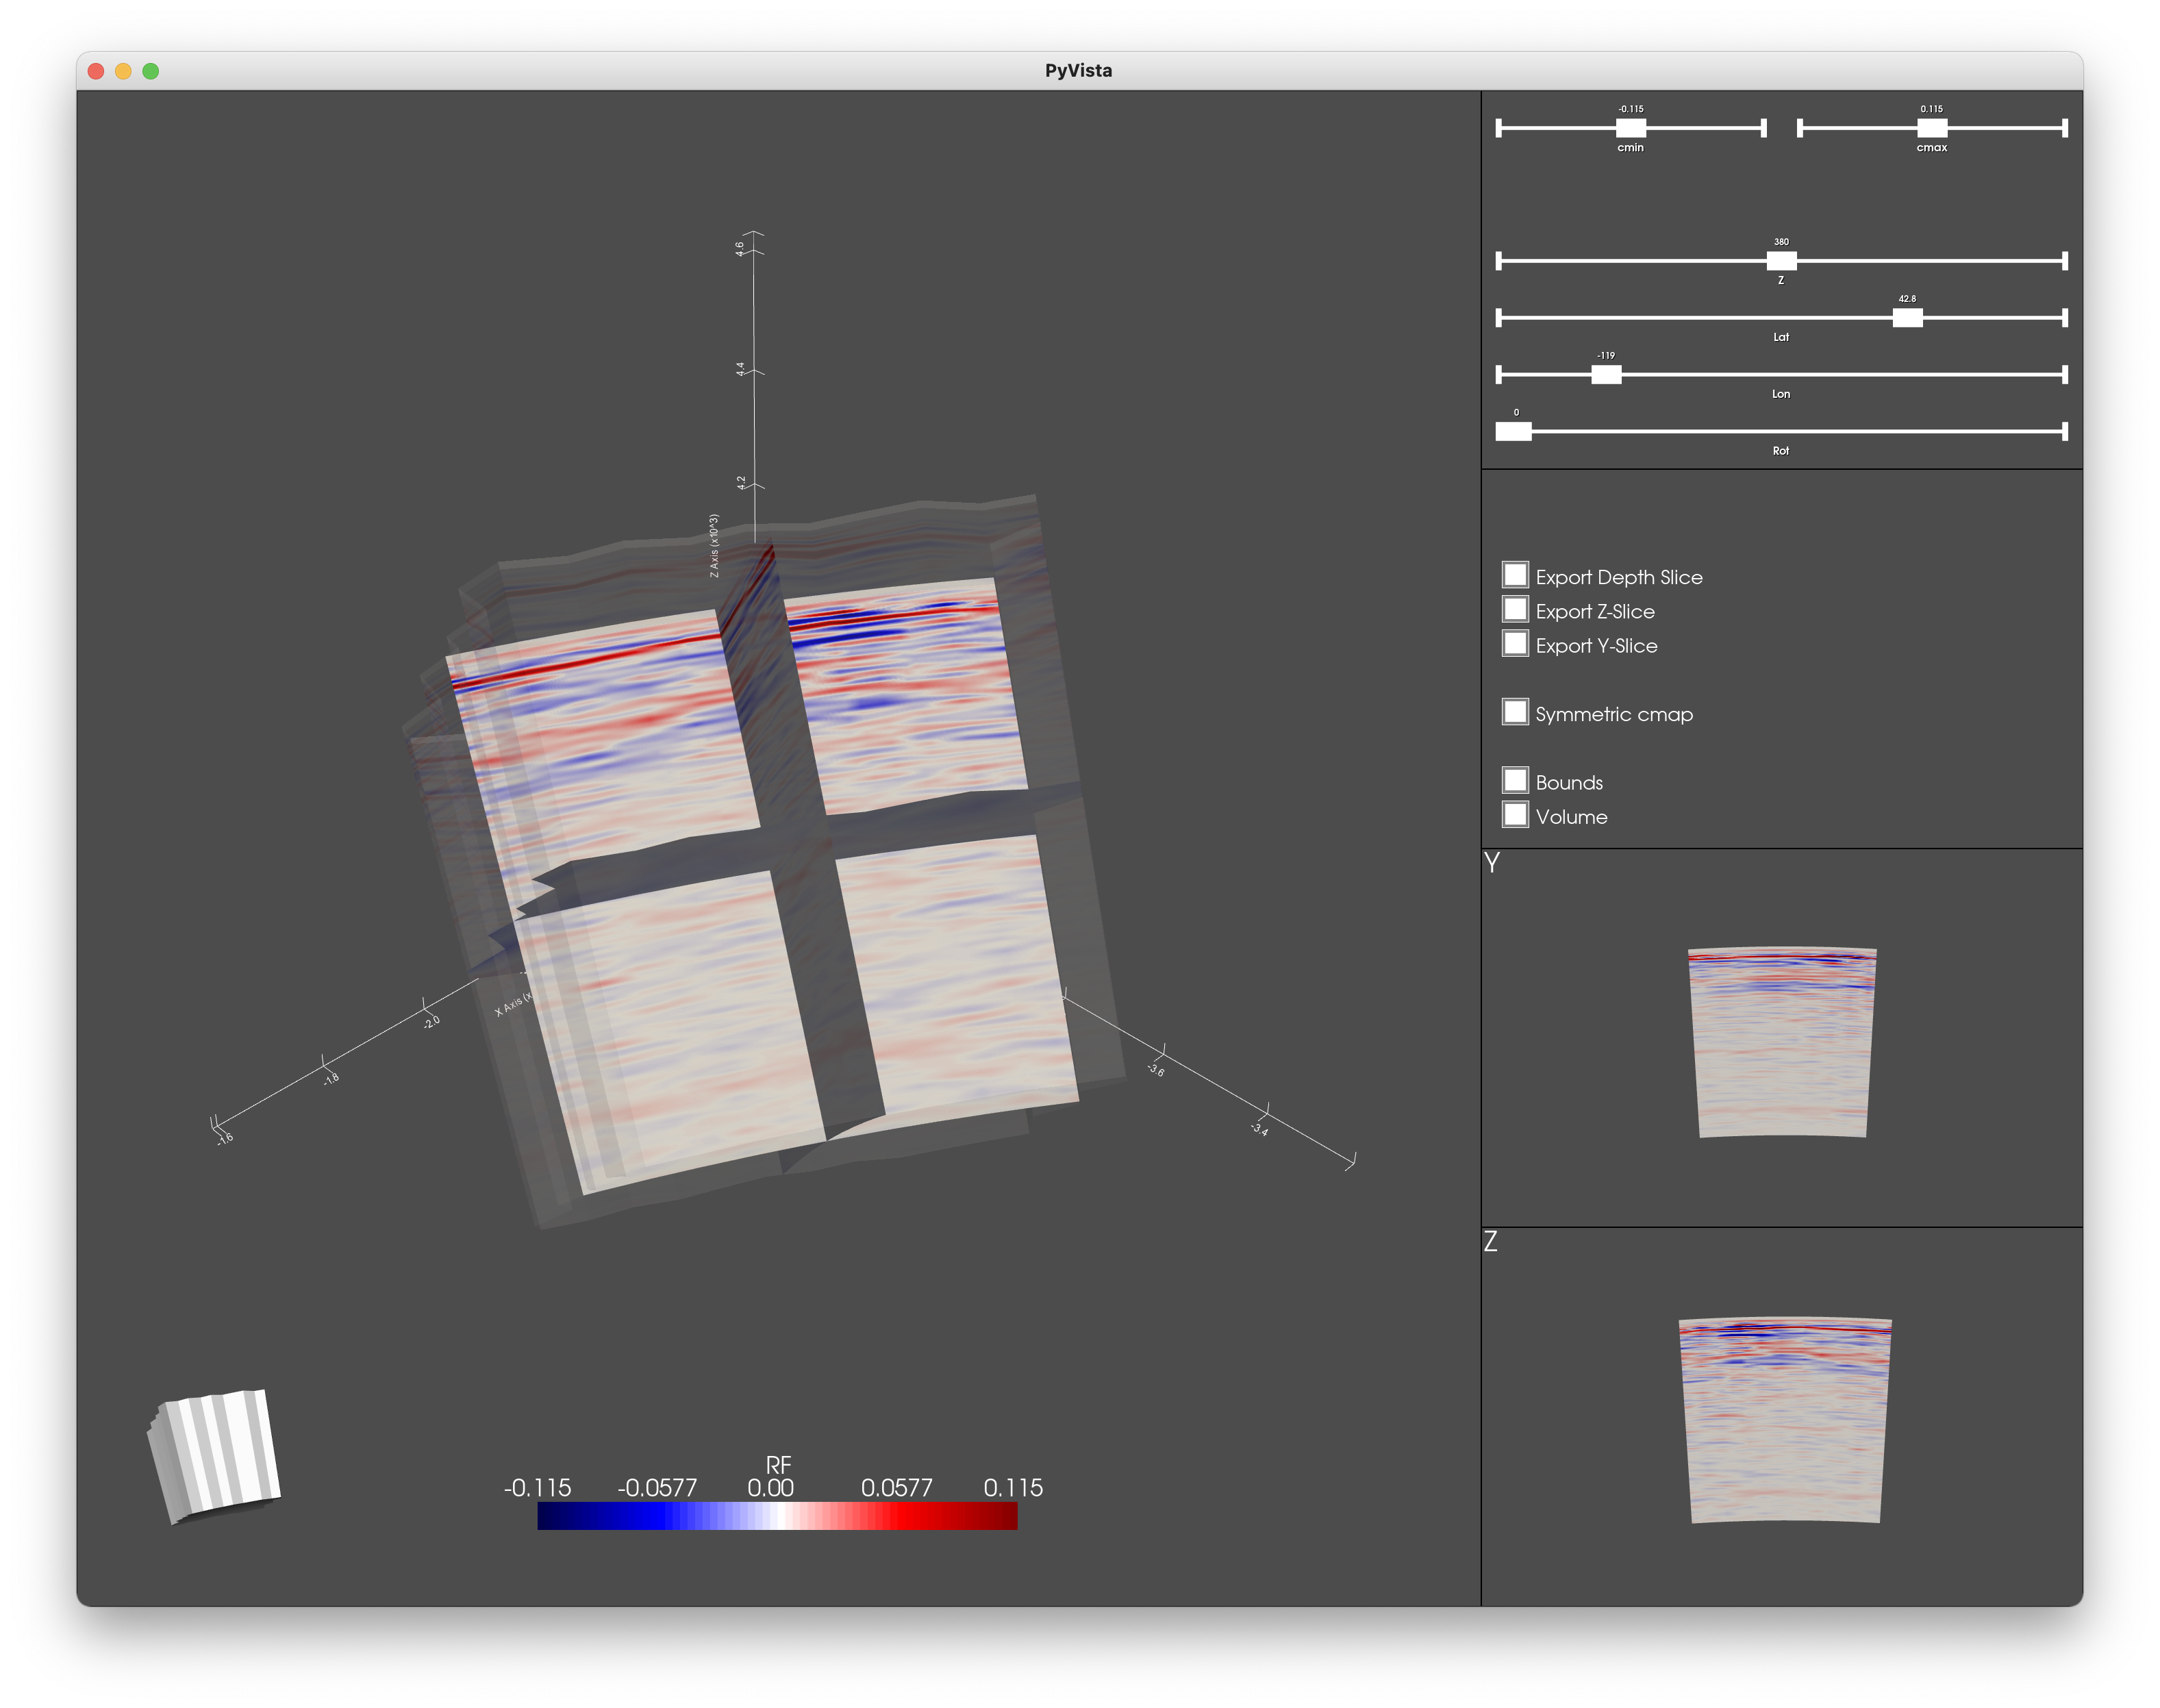 PyVista
-0.115
cmin
0.115
cmax
380
Z
42.8
Lat
-119
Lon
0
Rot
Export Depth Slice
Export Z-Slice
Export Y-Slice
Symmetric cmap
Bounds
Volume
Y
Z
4.6
4.4
4.2
Z Axis (x10^3)
X Axis (x
-2.0
-1.8
-1.6
-3.6
-3.4
RF
-0.115 -0.0577 0.00 0.0577 0.115